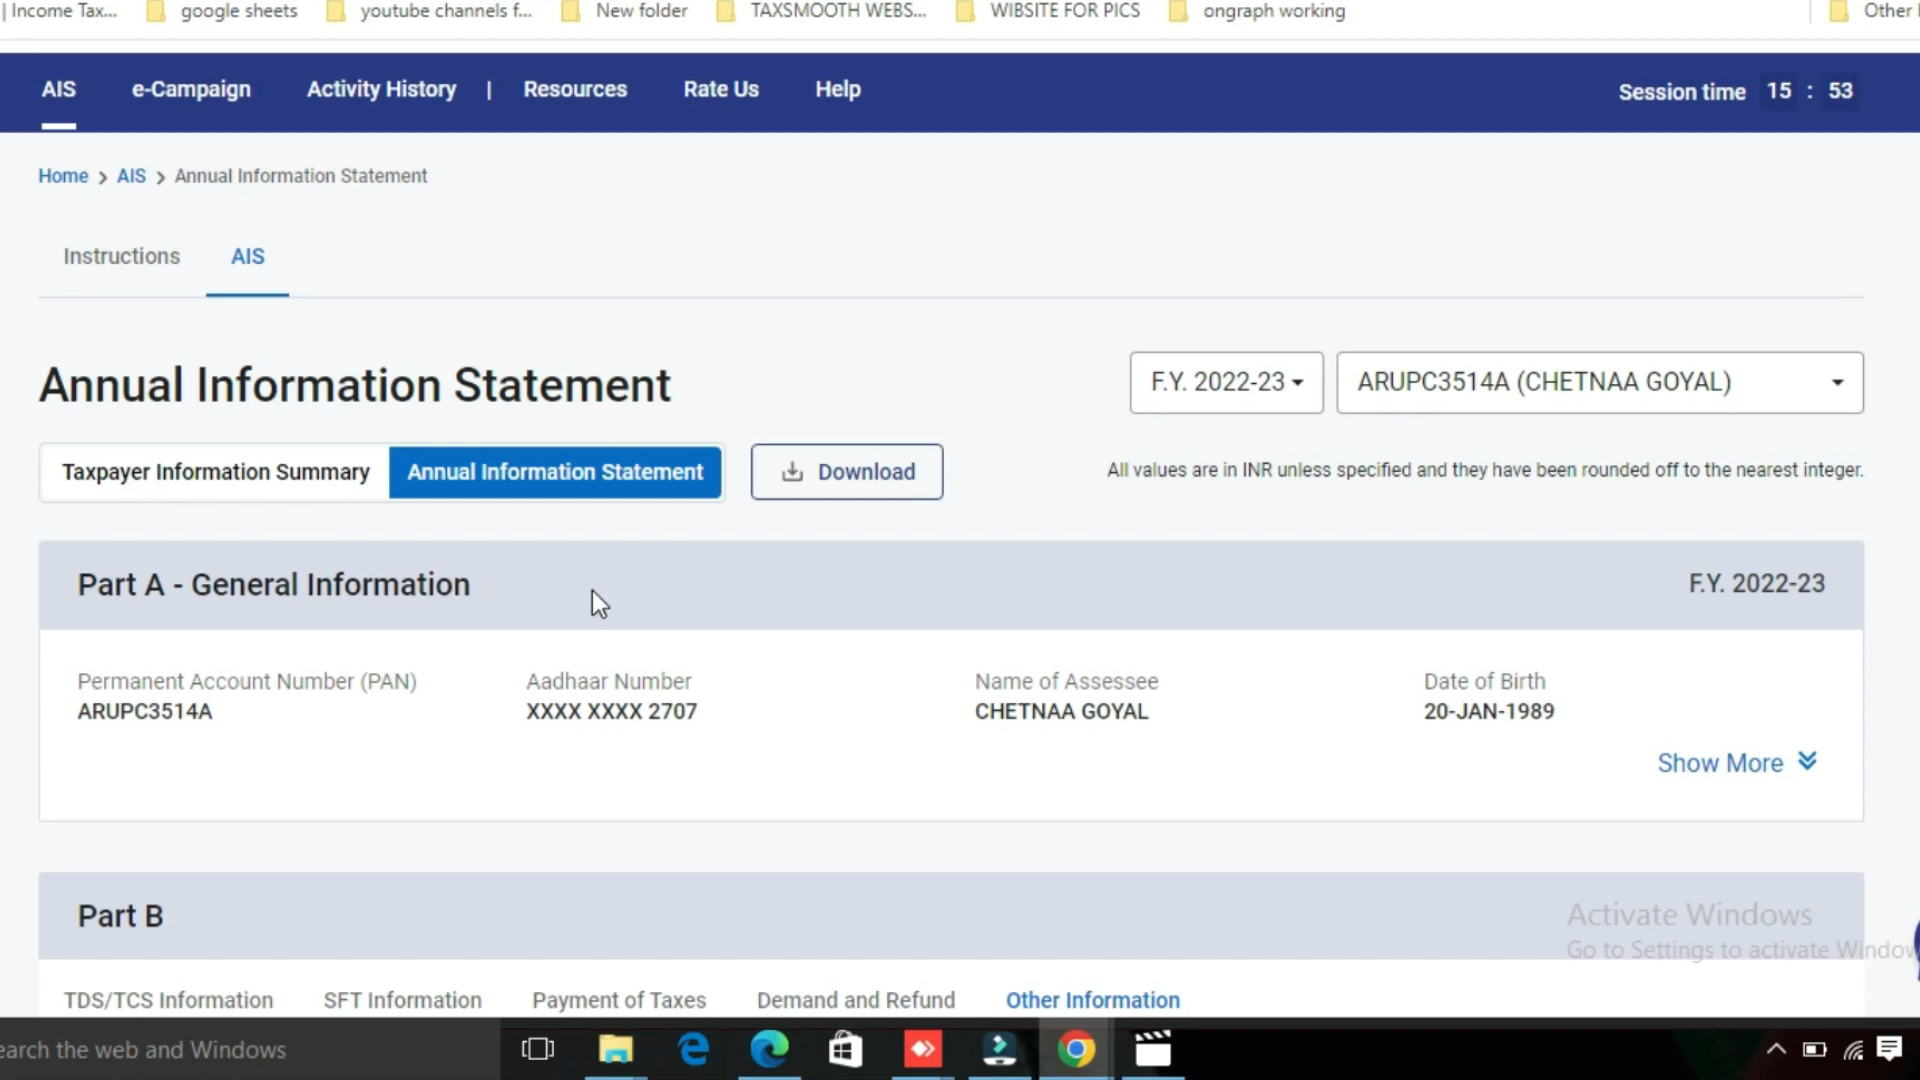 Income Tax...
google sheets
youtube channels f...
New folder
TAXSMOOTH WEBS...
WIBSITE FOR PICS
ongraph working
Other
AIS
e-Campaign
Activity History |
Resources
Rate Us
Help
Session time 15 : 53
Home > AIS > Annual Information Statement
Instructions
AIS
Annual Information Statement
F.Y. 2022-23
ARUPC3514A (CHETNAA GOYAL)
Taxpayer Information Summary
Annual Information Statement
Download
All values are in INR unless specified and they have been rounded off to the nearest integer.
Part A - General Information
F.Y. 2022-23
Permanent Account Number (PAN)
ARUPC3514A
Aadhaar Number
XXXX XXXX 2707
Name of Assessee
CHETNAA GOYAL
Date of Birth
20-JAN-1989
Show More
Part B
Activate Windows
Go to Settings to activate Window
TDS/TCS Information
SFT Information
Payment of Taxes
Demand and Refund
Other Information
earch the web and Windows